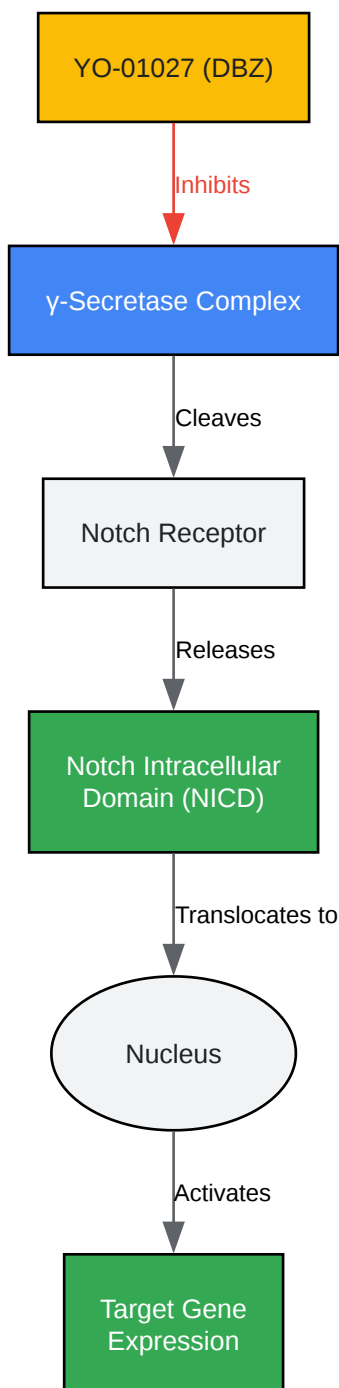 YO-01027 (DBZ)
Inhibits
γ-Secretase Complex
Cleaves
Notch Receptor
Releases
Notch Intracellular
Domain (NICD)
Translocates to
Nucleus
Activates
Target Gene
Expression